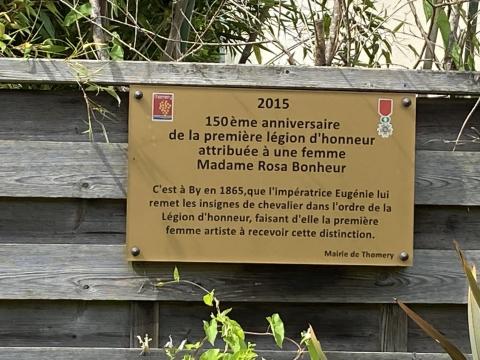 Thomery
2015
150ème anniversaire
de la première légion d'honneur
attribuée à une femme
Madame Rosa Bonheur
C'est à By en 1865,que l'impératrice Eugénie lui
remet les insignes de chevalier dans l'ordre de la
Légion d'honneur, faisant d'elle la première
femme artiste à recevoir cette distinction.
Mairie de Thomery